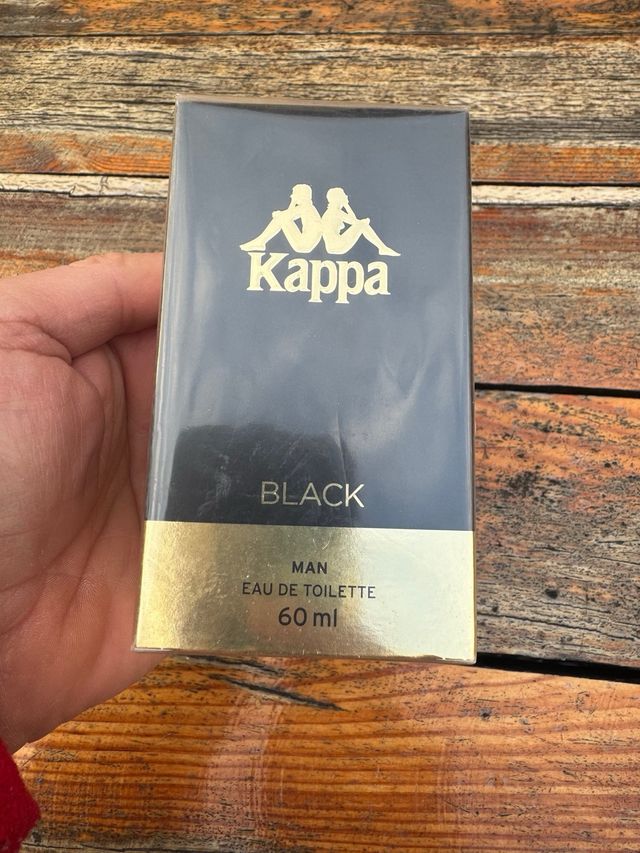 Kappa
BLACK
MAN
EAU DE TOILETTE
60 ml